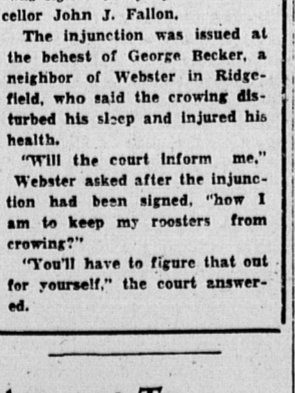 cellor John J. Fallon.
The injunction was issued at
the behest of George Becker, a
neighbor of Webster in Ridge-
field, who said the crowing dis-
turbed his sleep and injured his
health.
"Will the court inform me,"
Webster asked after the injunc-
tion had been signed, "how I
am to keep my roosters from
crowing?"
"You'll have to figure that out
for yourself," the court answer-
ed.